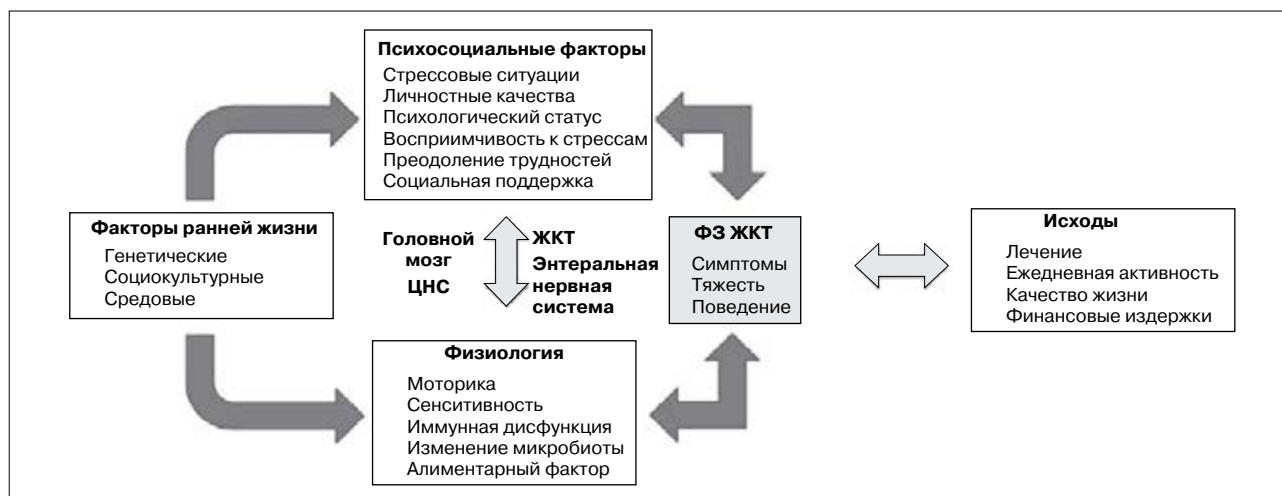 Психосоциальные факторы
Стрессовые ситуации
Личностные качества
Психологический статус
Восприимчивость к стрессам
Преодоление трудностей
Социальная поддержка
Факторы ранней жизни
Генетические
Социокультурные
Средовые
Головной
мозг
ЦНС
ЖКТ
Энтеральная
нервная
система
ФЗ ЖКТ
Симптомы
Тяжесть
Поведение
Исходы
Лечение
Ежедневная активность
Качество жизни
Финансовые издержки
Физиология
Моторика
Сенситивность
Иммунная дисфункция
Изменение микробиоты
Алиментарный фактор